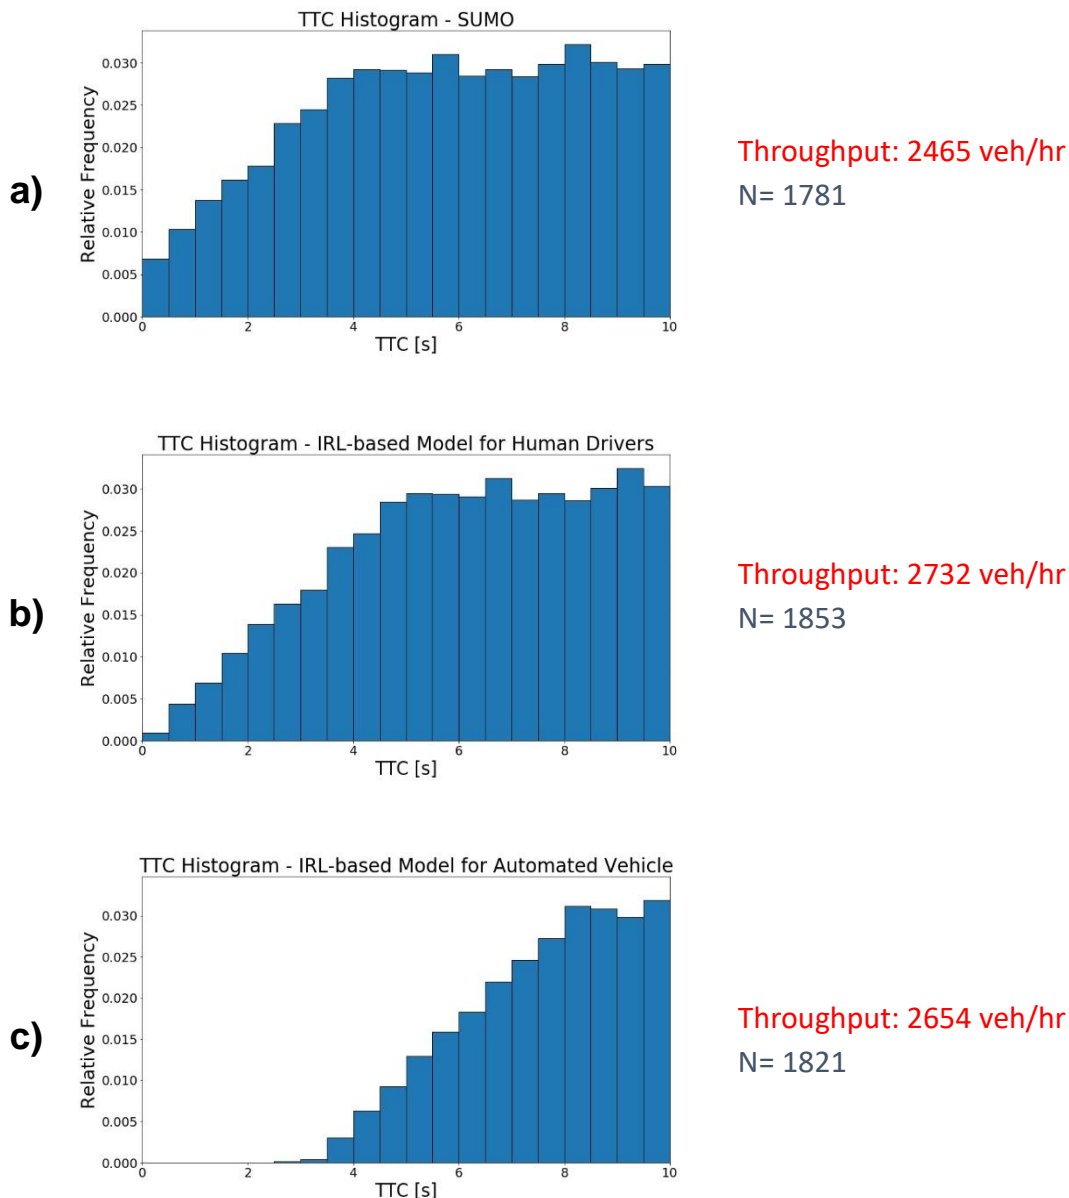 TTC Histogram - SUMO
a)
Relative Frequency
0.030
0.025
0.020
0.015
0.010
0.005
0.000
0 2 4 6 8 10
TTC [s]
Throughput: 2465 veh/hr
N= 1781
TTC Histogram - IRL-based Model for Human Drivers
b)
Relative Frequency
0.030
0.025
0.020
0.015
0.010
0.005
0.000
0 2 4 6 8 10
TTC [s]
Throughput: 2732 veh/hr
N= 1853
TTC Histogram - IRL-based Model for Automated Vehicle
c)
Relative Frequency
0.030
0.025
0.020
0.015
0.010
0.005
0.000
0 2 4 6 8 10
TTC [s]
Throughput: 2654 veh/hr
N= 1821